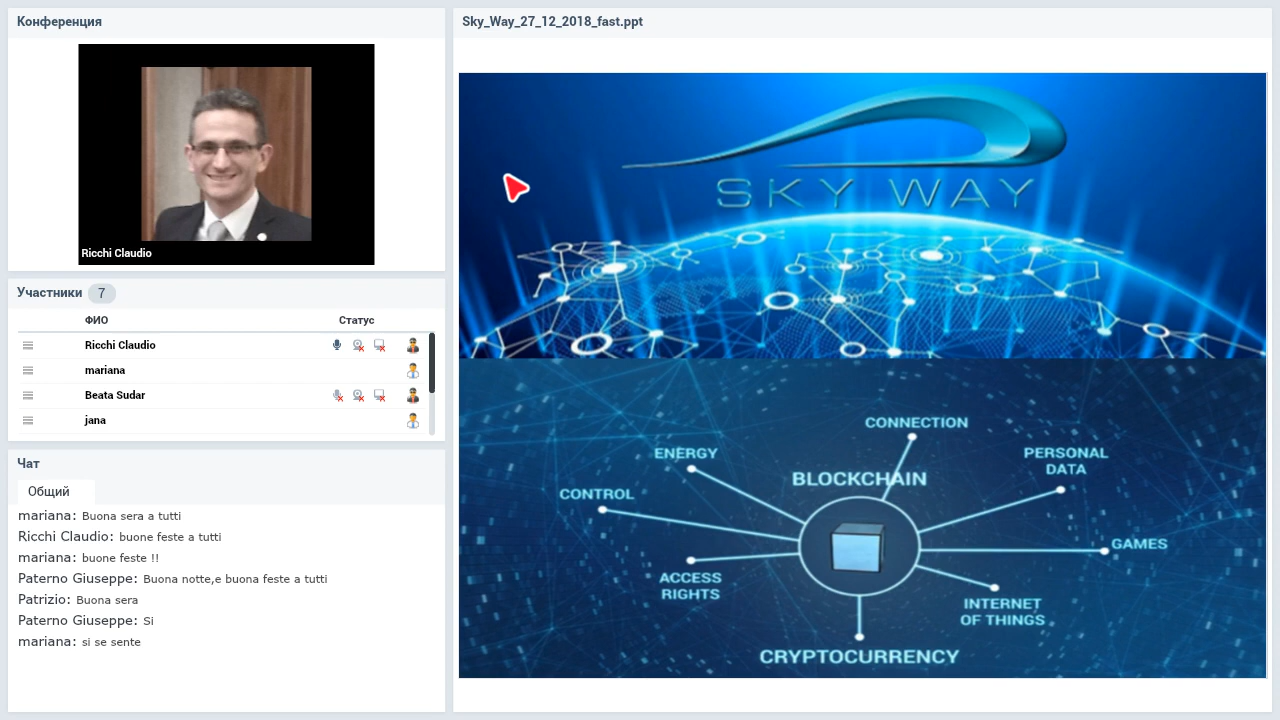 Конференция
Ricchi Claudio
Участники 7
ФИО Статус
Ricchi Claudio
mariana
Beata Sudar
jana
Чат
Общий
mariana: Buona sera a tutti
Ricchi Claudio: buone feste a tutti
mariana: buone feste !!
Paterno Giuseppe: Buona notte,e buona feste a tutti
Patrizio: Buona sera
Paterno Giuseppe: Si
mariana: si se sente
Sky_Way_27_12_2018_fast.ppt
SKY WAY
CONNECTION
ENERGY
PERSONAL
DATA
BLOCKCHAIN
CONTROL
GAMES
ACCESS
RIGHTS
INTERNET
OF THINGS
CRYPTOCURRENCY